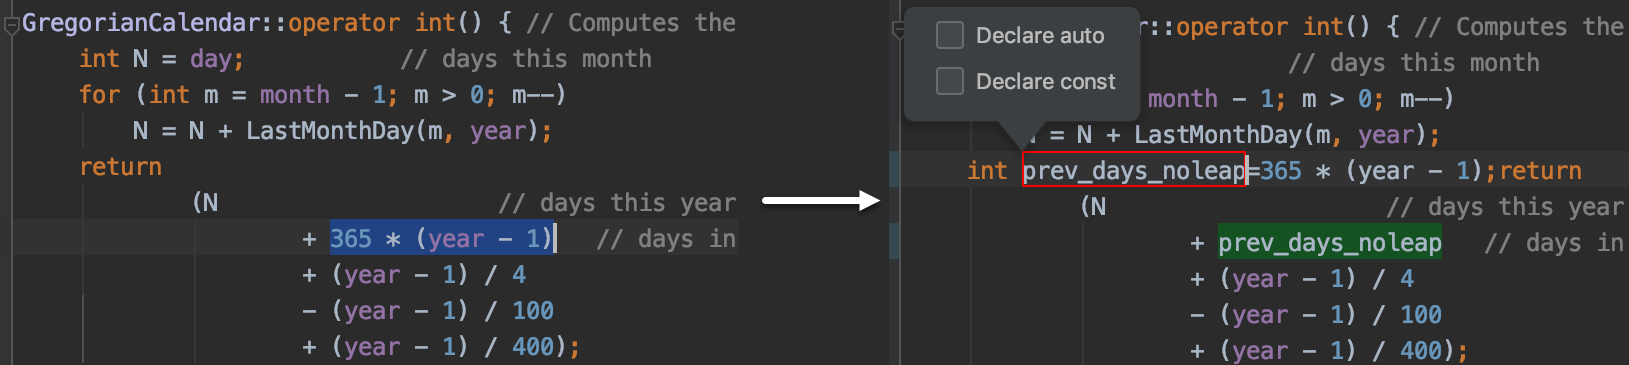 GregorianCalendar::operator int() { // Computes the
int N = day; // days this month
for (int m = month - 1; m > 0; m--)
N = N + LastMonthDay(m, year);
return
(N // days this year
+ 365 * (year - 1) // days in
+ (year - 1) / 4
- (year - 1) / 100
+ (year - 1) / 400);
Declare auto
Declare const
r::operator int() { // Computes the
// days this month
month - 1; m > 0; m--)
= N + LastMonthDay(m, year);
int prev_days_noleap=365 * (year - 1);return
(N // days this year
+ prev_days_noleap // days in
+ (year - 1) / 4
- (year - 1) / 100
+ (year - 1) / 400);